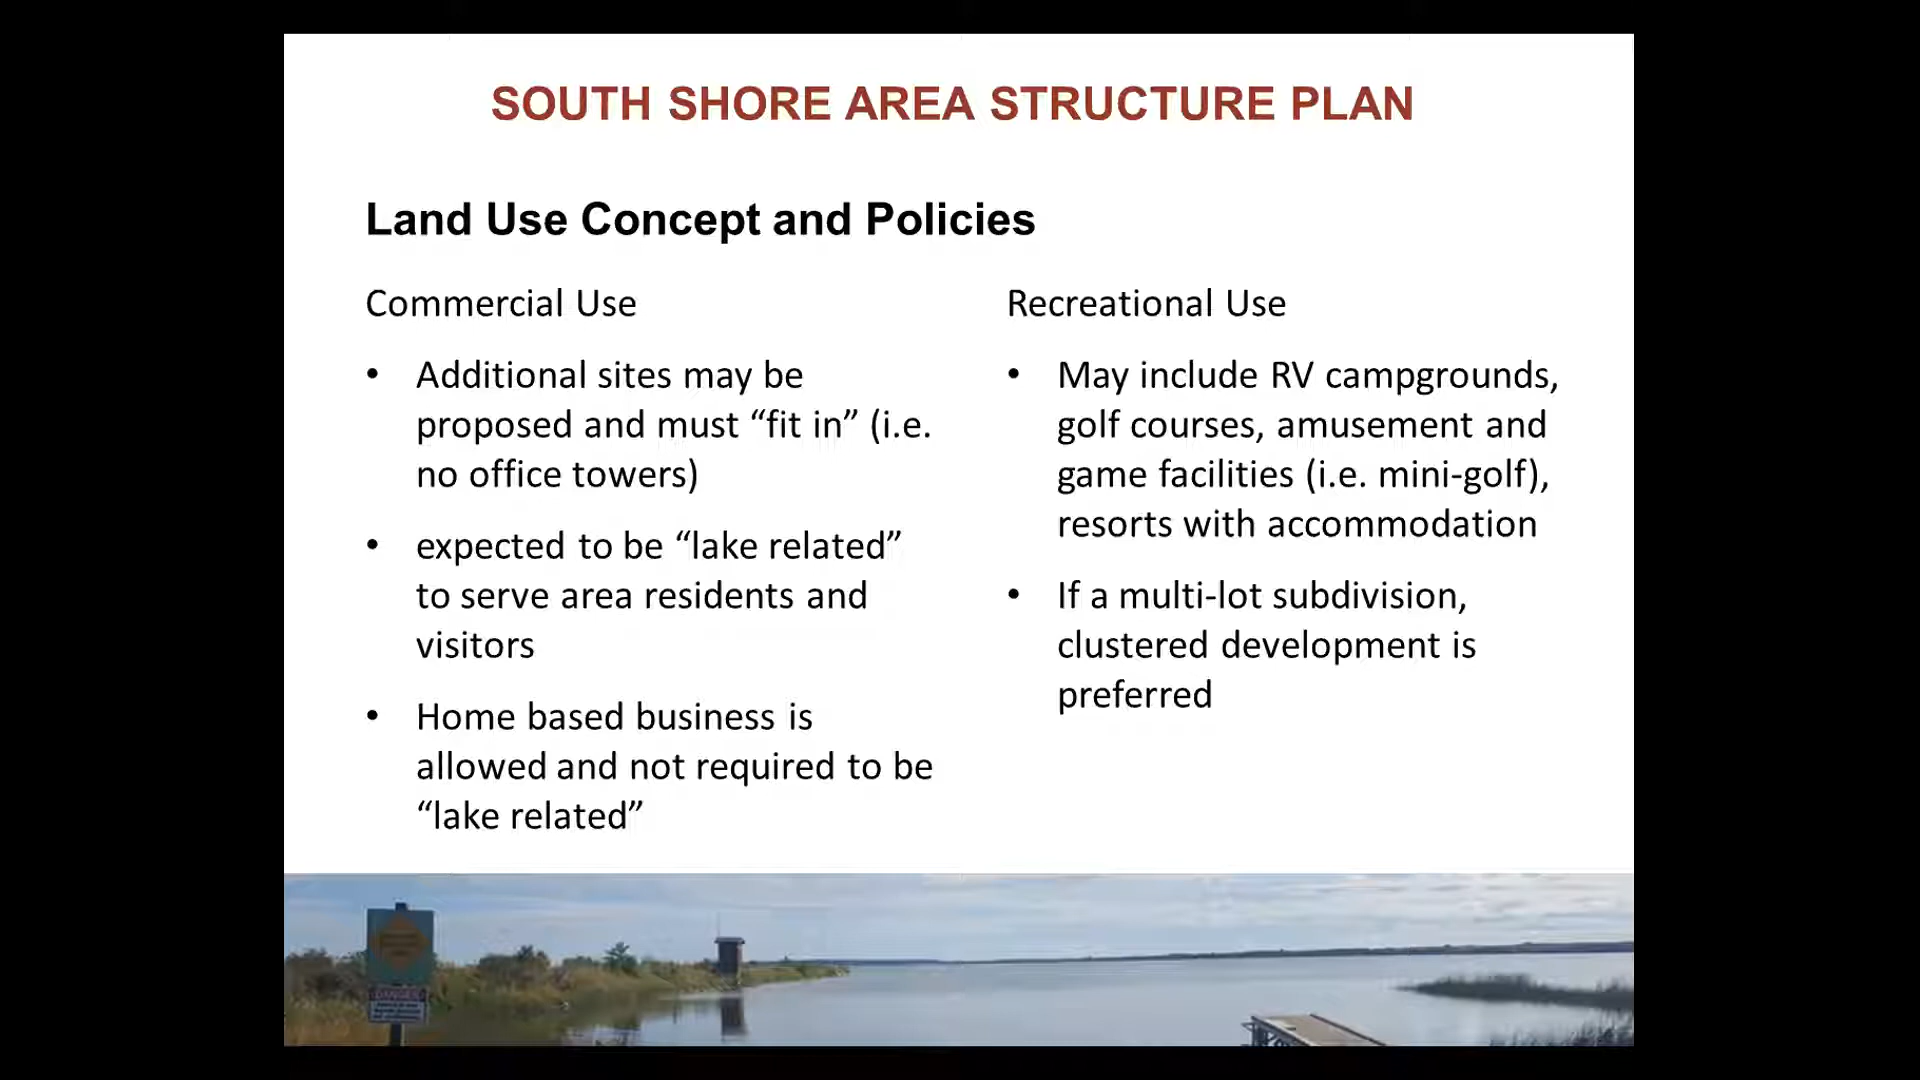 SOUTH SHORE AREA STRUCTURE PLAN
Land Use Concept and Policies
Commercial Use
• Additional sites may be
proposed and must “fit in” (i.e.
no office towers)
• expected to be “lake related”
to serve area residents and
visitors
• Home based business is
allowed and not required to be
“lake related”
Recreational Use
• May include RV campgrounds,
golf courses, amusement and
game facilities (i.e. mini-golf),
resorts with accommodation
• If a multi-lot subdivision,
clustered development is
preferred
DANGER